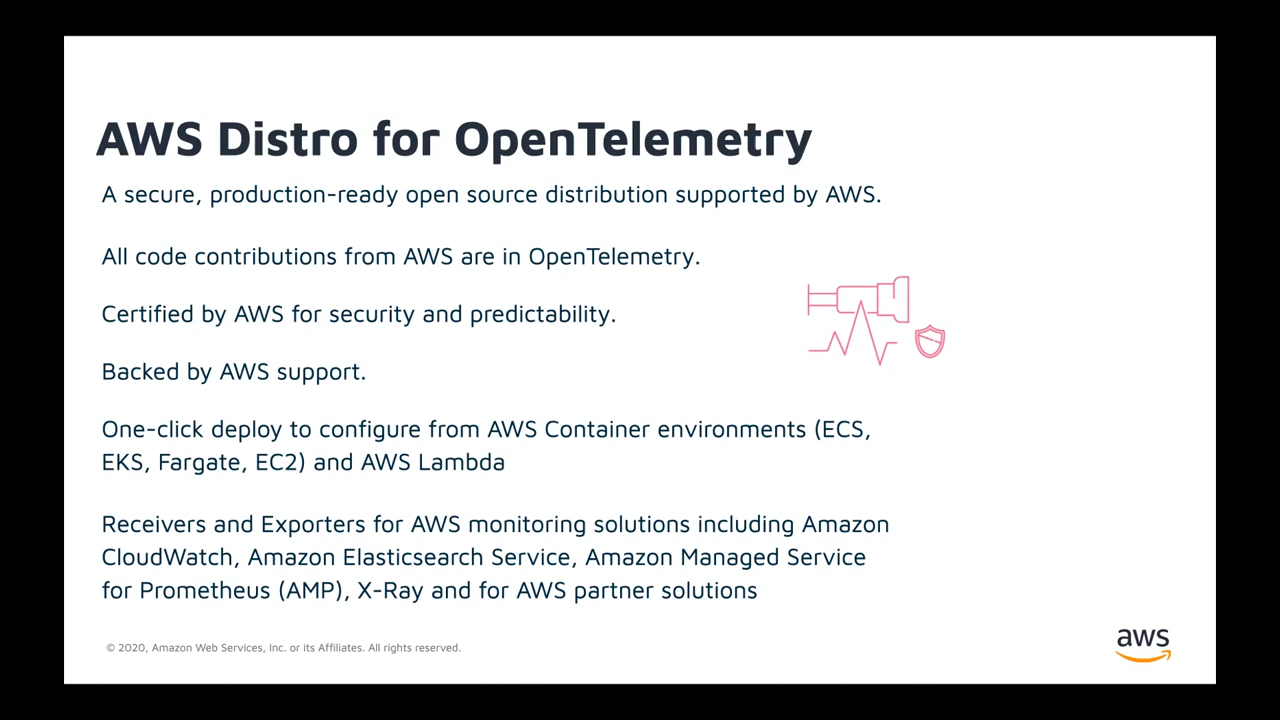 AWS Distro for OpenTelemetry
A secure, production-ready open source distribution supported by AWS.
All code contributions from AWS are in OpenTelemetry.
Certified by AWS for security and predictability.
Backed by AWS support.
One-click deploy to configure from AWS Container environments (ECS,
EKS, Fargate, EC2) and AWS Lambda
Receivers and Exporters for AWS monitoring solutions including Amazon
CloudWatch, Amazon Elasticsearch Service, Amazon Managed Service
for Prometheus (AMP), X-Ray and for AWS partner solutions
© 2020, Amazon Web Services, Inc. or its Affiliates. All rights reserved.
aws